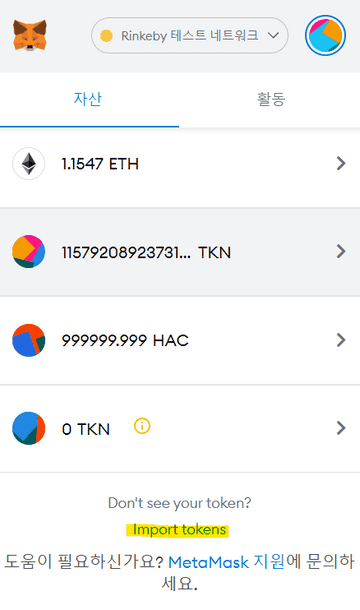 Rinkeby 테스트 네트워크
자산 활동
1.1547 ETH
11579208923731... TKN
999999.999 HAC
0 TKN
Don't see your token?
Import tokens
도움이 필요하신가요? MetaMask 지원에 문의하
세요.